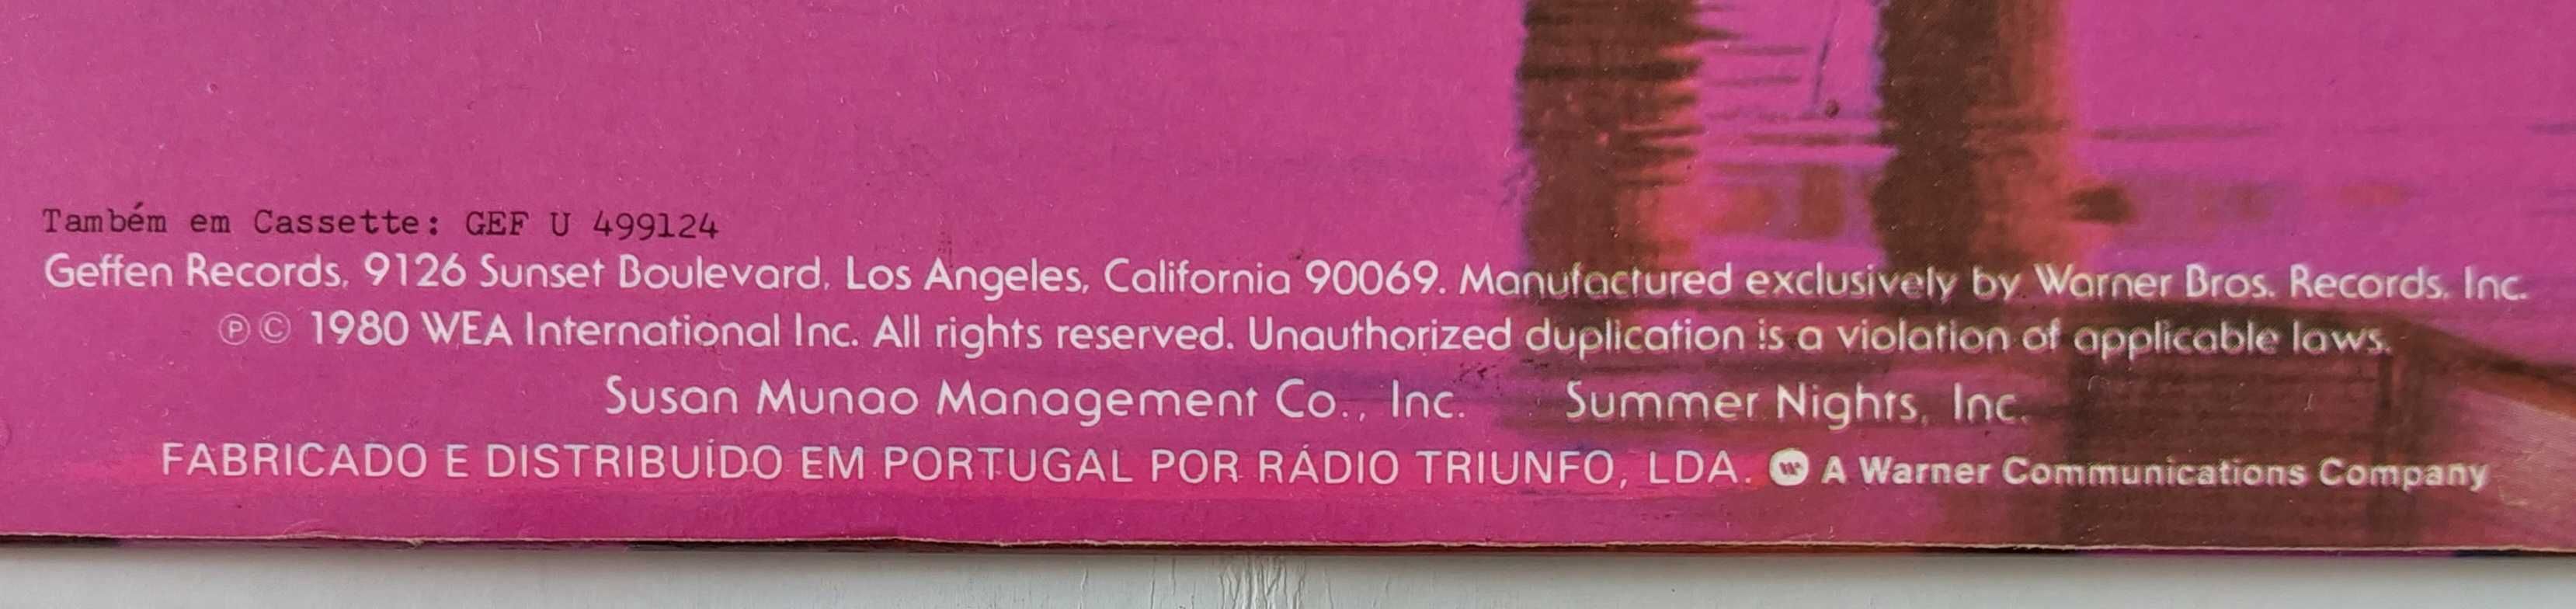 Também em Cassette: GEF U 499124
Geffen Records, 9126 Sunset Boulevard, Los Angeles, California 90069. Manufactured exclusively by Warner Bros. Records, Inc.
℗ © 1980 WEA International Inc. All rights reserved. Unauthorized duplication is a violation of applicable laws.
Susan Munao Management Co., Inc. Summer Nights, Inc.
FABRICADO E DISTRIBUÍDO EM PORTUGAL POR RÁDIO TRIUNFO, LDA. A Warner Communications Company